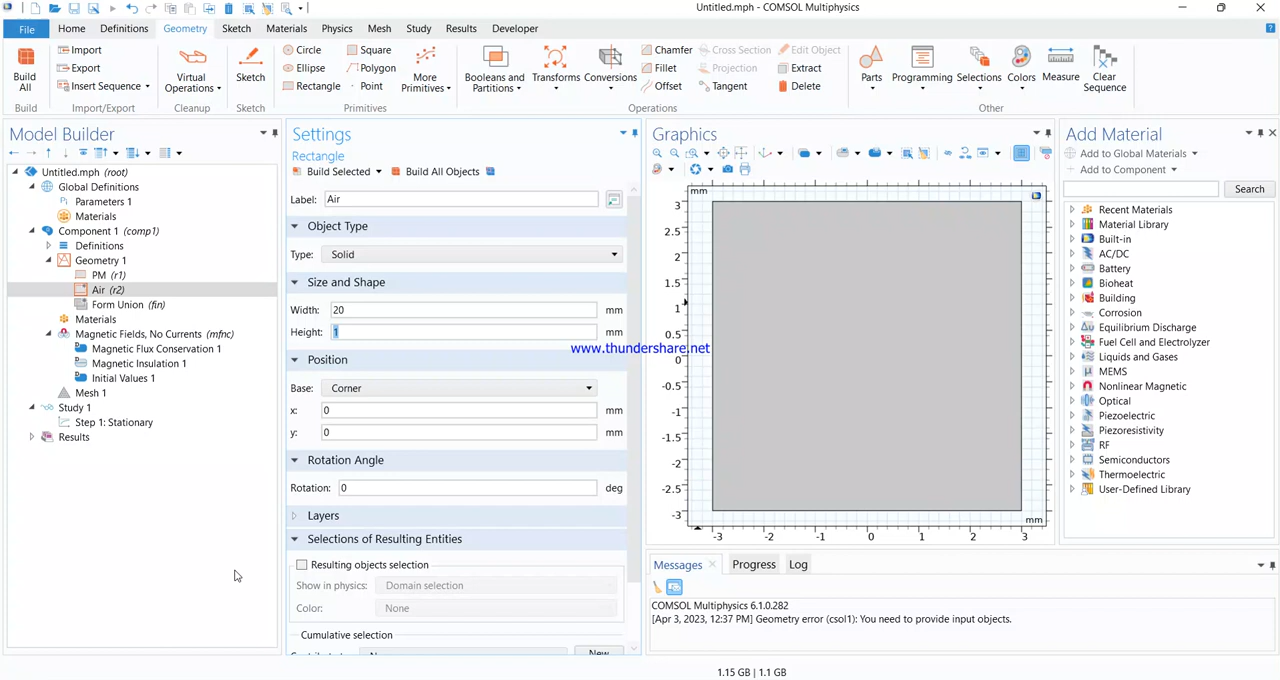 Untitled.mph - COMSOL Multiphysics
File Home Definitions Geometry Sketch Materials Physics Mesh Study Results Developer
Build All
Import
Export
Insert Sequence
Virtual Operations
Sketch
Circle
Ellipse
Rectangle
Square
Polygon
Point
More Primitives
Booleans and Partitions
Transforms
Conversions
Chamfer
Fillet
Offset
Cross Section
Projection
Tangent
Edit Object
Extract
Delete
Parts
Programming
Selections
Colors
Measure
Clear Sequence
Build Import/Export Cleanup Sketch Primitives Operations Other
Model Builder
Untitled.mph (root)
Global Definitions
Parameters 1
Materials
Component 1 (comp1)
Definitions
Geometry 1
PM (r1)
Air (r2)
Form Union (fin)
Materials
Magnetic Fields, No Currents (mfnc)
Magnetic Flux Conservation 1
Magnetic Insulation 1
Initial Values 1
Mesh 1
Study 1
Step 1: Stationary
Results
Settings
Rectangle
Build Selected Build All Objects
Label: Air
Object Type
Type: Solid
Size and Shape
Width: 20 mm
Height: 1 mm
Position
Base: Corner
x: 0 mm
y: 0 mm
Rotation Angle
Rotation: 0 deg
Layers
Selections of Resulting Entities
Resulting objects selection
Show in physics: Domain selection
Color: None
Cumulative selection
New
Graphics
mm
3
2.5
2
1.5
1
0.5
0
-0.5
-1
-1.5
-2
-2.5
-3
mm
-3 -2 -1 0 1 2 3
www.thundershare.net
Messages Progress Log
COMSOL Multiphysics 6.1.0.282
[Apr 3, 2023, 12:37 PM] Geometry error (csol1): You need to provide input objects.
Add Material
Add to Global Materials
Add to Component
Search
Recent Materials
Material Library
Built-in
AC/DC
Battery
Bioheat
Building
Corrosion
Equilibrium Discharge
Fuel Cell and Electrolyzer
Liquids and Gases
MEMS
Nonlinear Magnetic
Optical
Piezoelectric
Piezoresistivity
RF
Semiconductors
Thermoelectric
User-Defined Library
1.15 GB | 1.1 GB